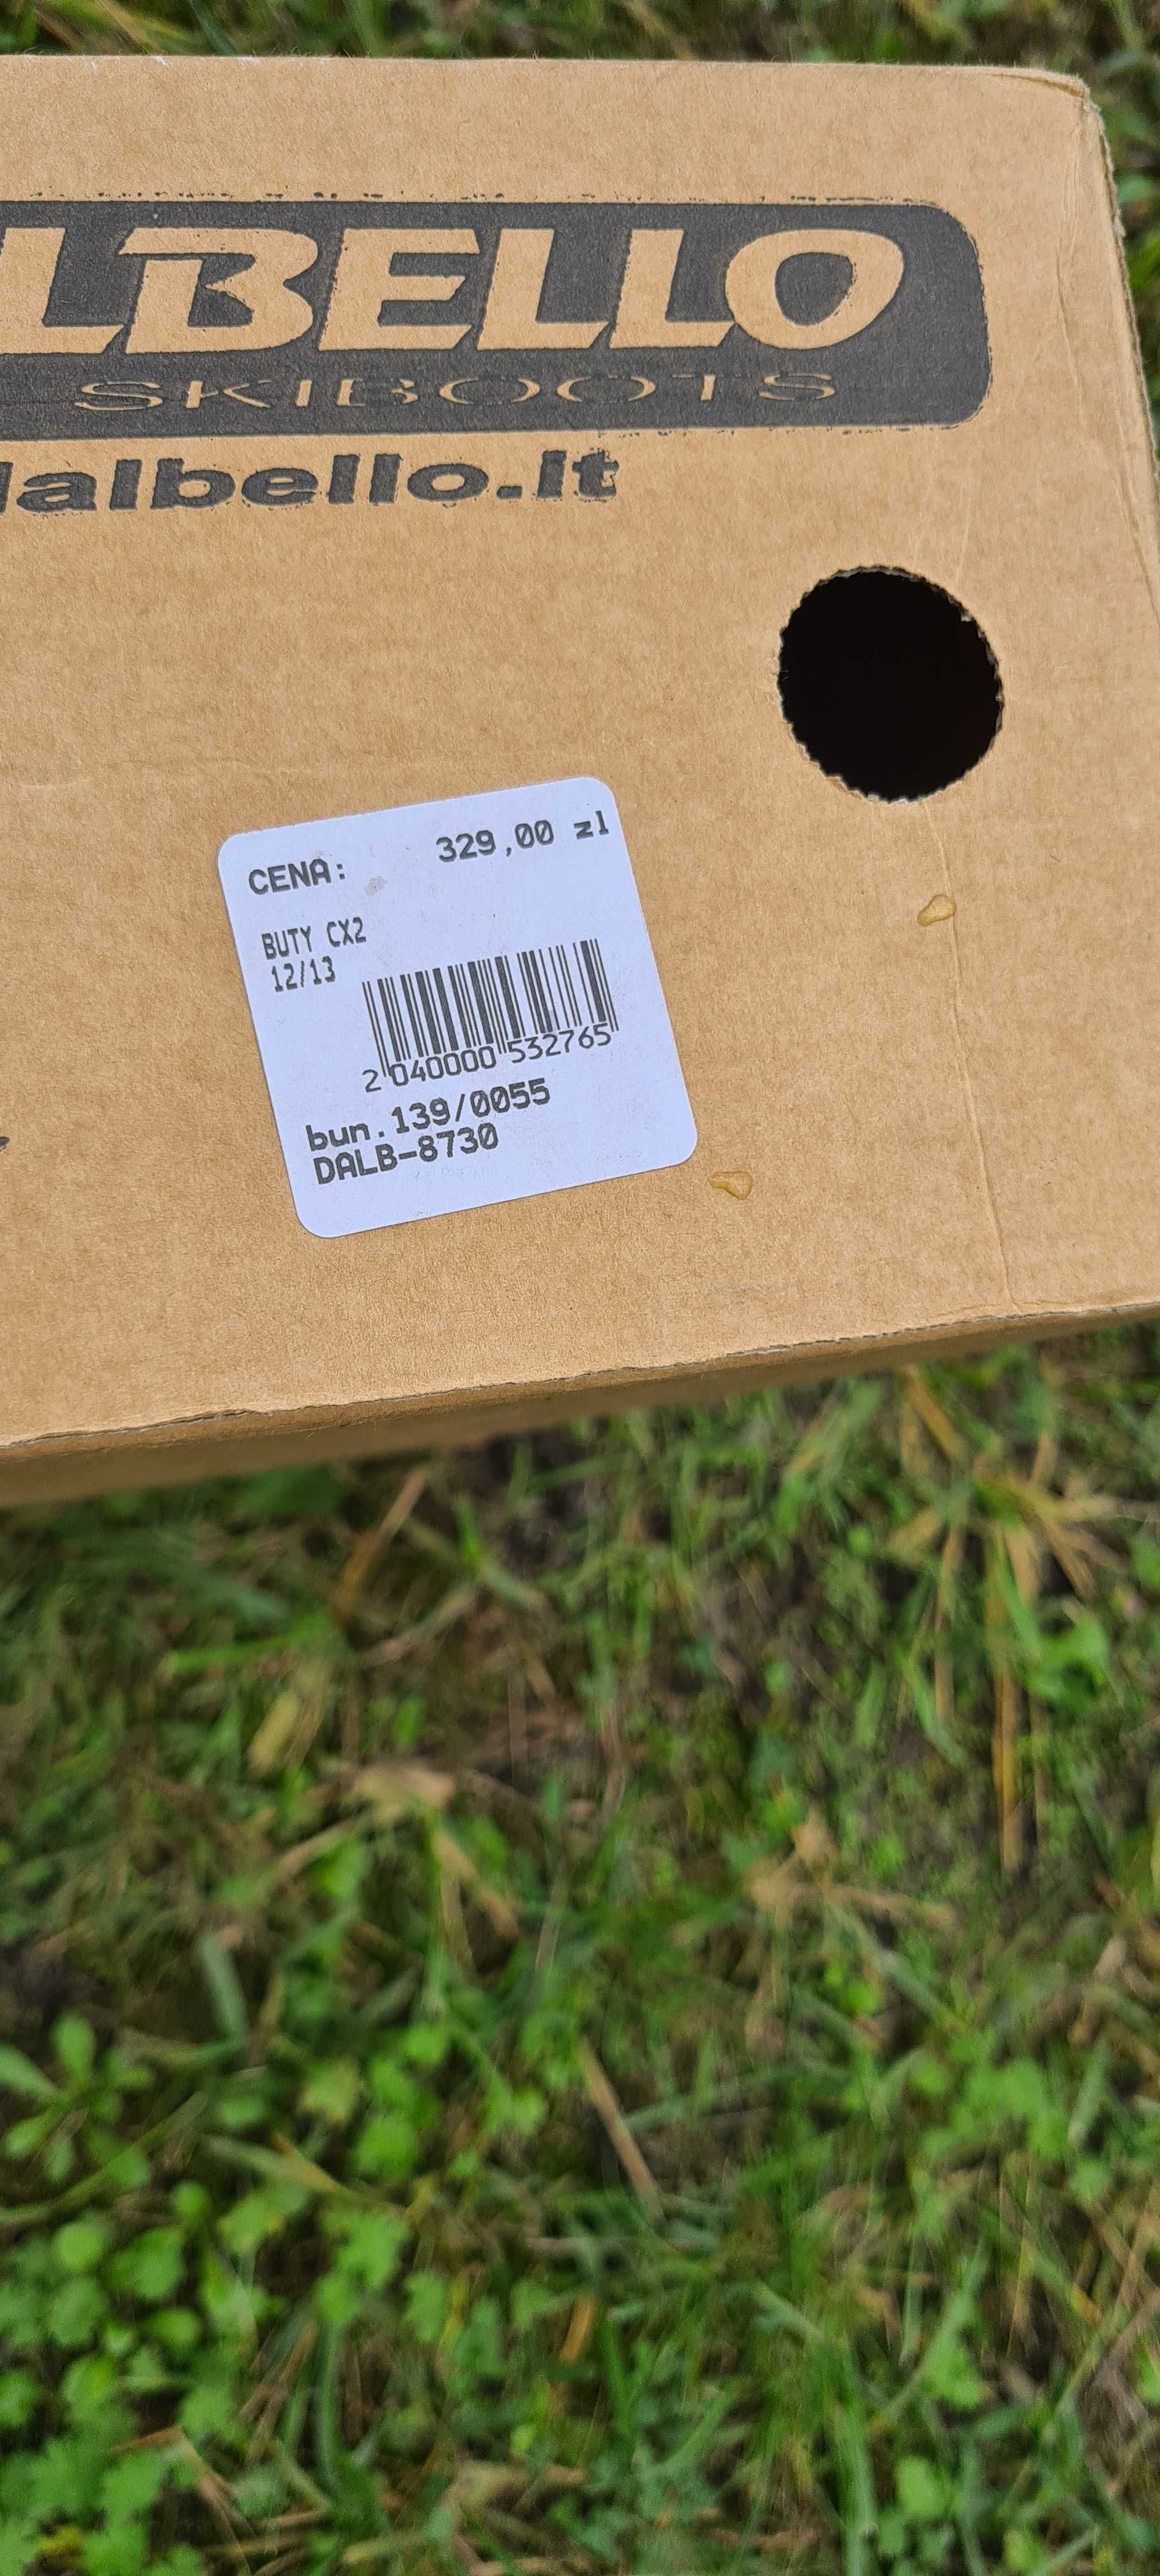 LBELLO
SKIBOOTS
dalbello.it
CENA: 329,00 zl
BUTY CX2
12/13
2 040000 532765
bun.139/0055
DALB-8730